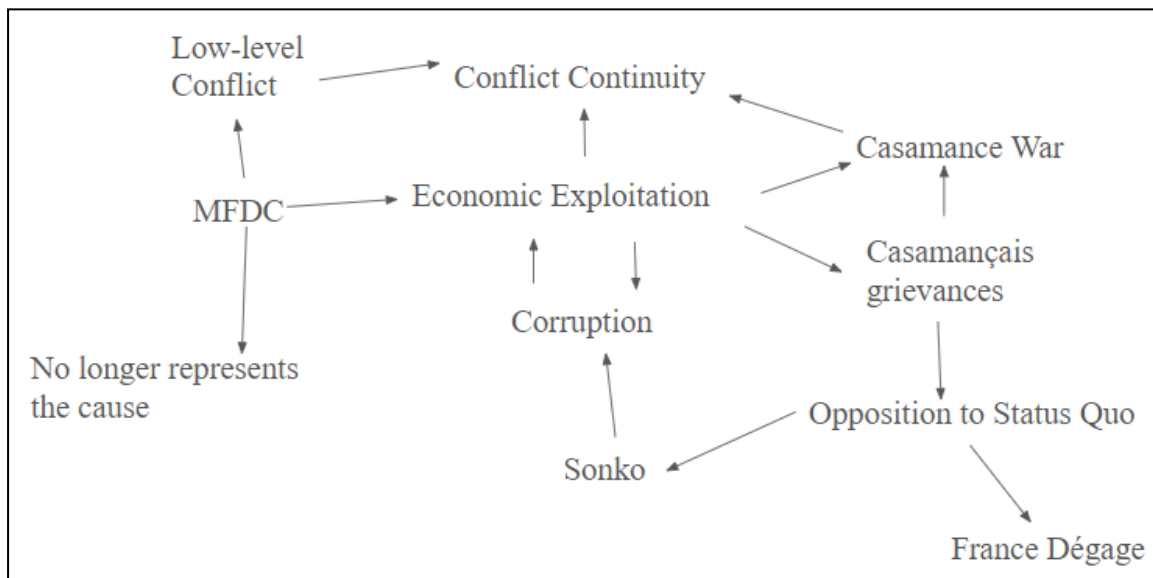 Low-level
Conflict
Conflict Continuity
Casamance War
MFDC
Economic Exploitation
Casamançais
grievances
Corruption
No longer represents
the cause
Opposition to Status Quo
Sonko
France Dégage